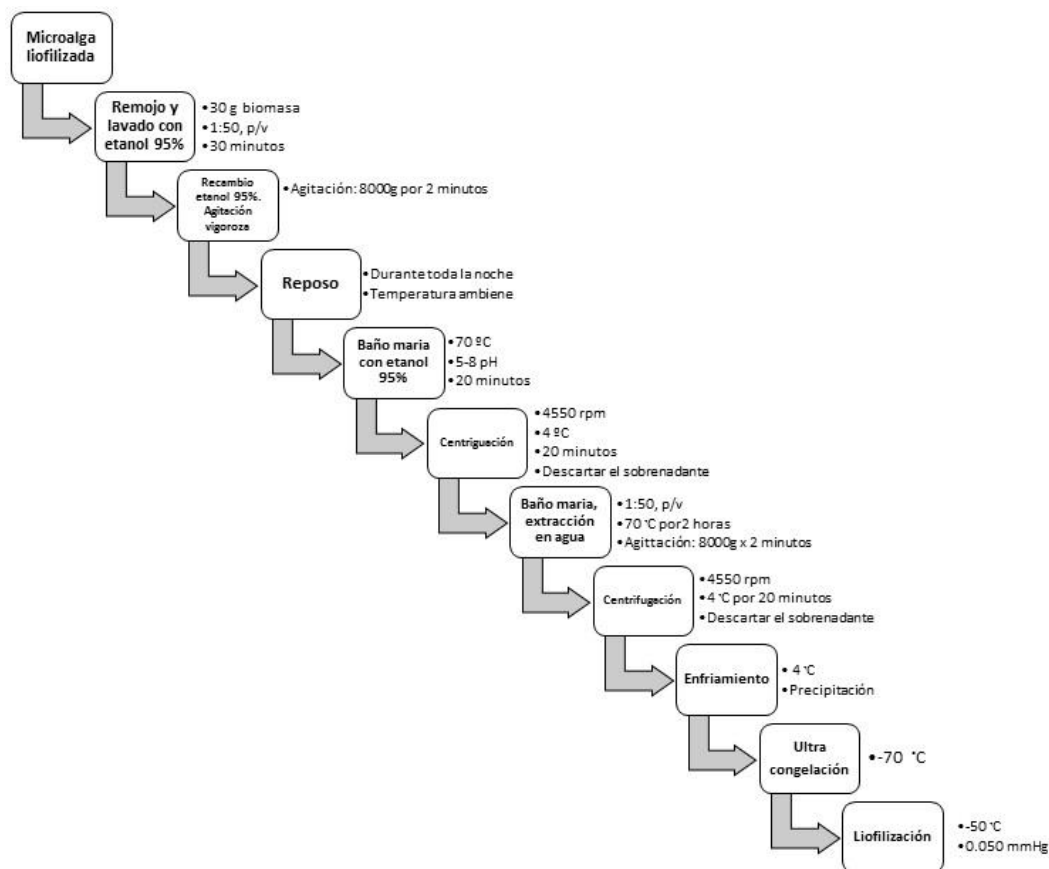 Microalga
liofilizada
Remojo y
lavado con
etanol 95%
•30 g biomasa
•1:50, p/v
•30 minutos
Recambio
etanol 95%.
Agitación
vigoroza
•Agitación: 8000g por 2 minutos
Reposo
•Durante toda la noche
•Temperatura ambiene
Baño maria
con etanol
95%
•70 ºC
•5-8 pH
•20 minutos
Centriguación
•4550 rpm
•4 ºC
•20 minutos
•Descartar el sobrenadante
Baño maria,
extracción
en agua
•1:50, p/v
•70 ˚C por2 horas
•Agittación: 8000g x 2 minutos
Centrifugación
•4550 rpm
•4 ˚C por 20 minutos
•Descartar el sobrenadante
Enfriamiento
• 4 ˚C
•Precipitación
Ultra
congelación
•-70 ˚C
Liofilización
•-50 ˚C
•0.050 mmHg